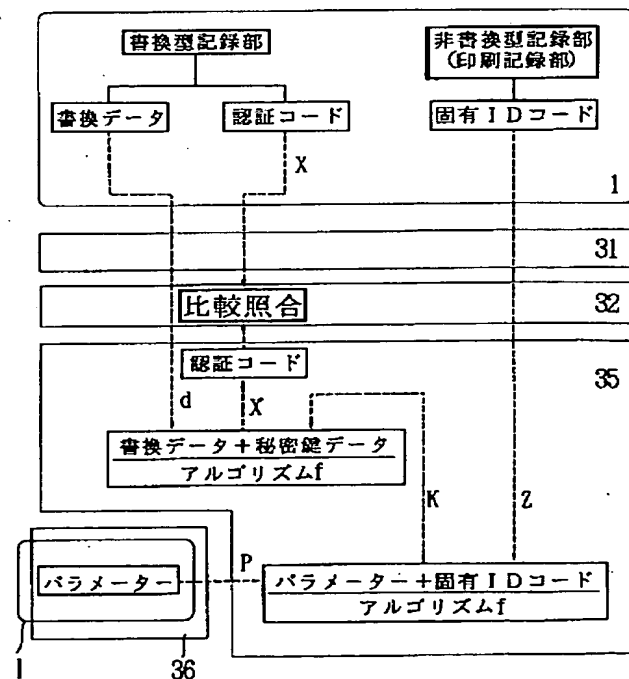 書換型記録部
非書換型記録部
(印刷記録部)
書換データ
認証コード
固有IDコード
X
1
31
比較照合
32
認証コード
35
d
X
書換データ+秘密鍵データ
アルゴリズムf
K
Z
パラメーター
P
パラメーター+固有IDコード
アルゴリズムf
1
36